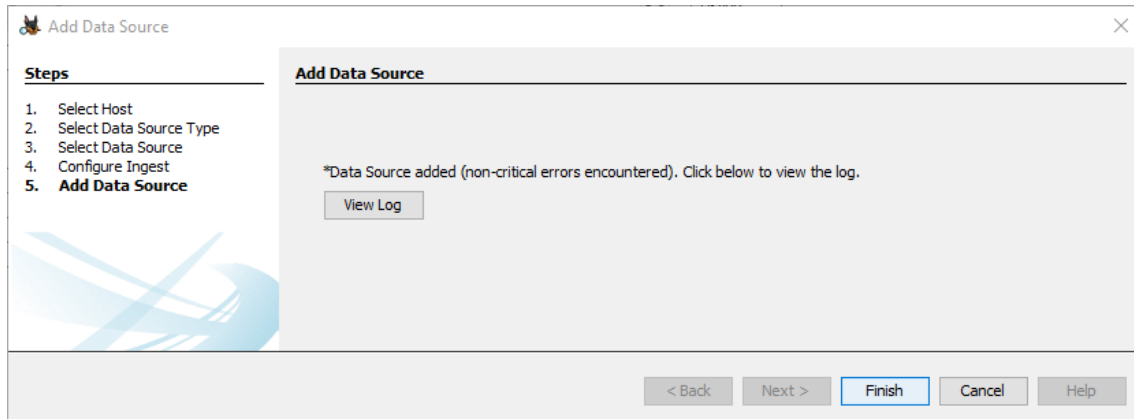 Add Data Source
Steps
1. Select Host
2. Select Data Source Type
3. Select Data Source
4. Configure Ingest
5. Add Data Source
Add Data Source
*Data Source added (non-critical errors encountered). Click below to view the log.
View Log
< Back
Next >
Finish
Cancel
Help